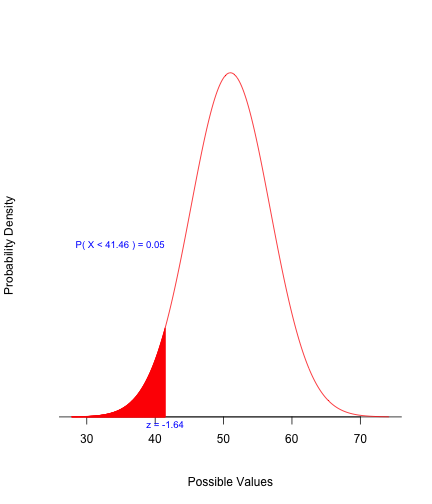 Probability Density
P( X < 41.46 ) = 0.05
z = -1.64
30 40 50 60 70
Possible Values